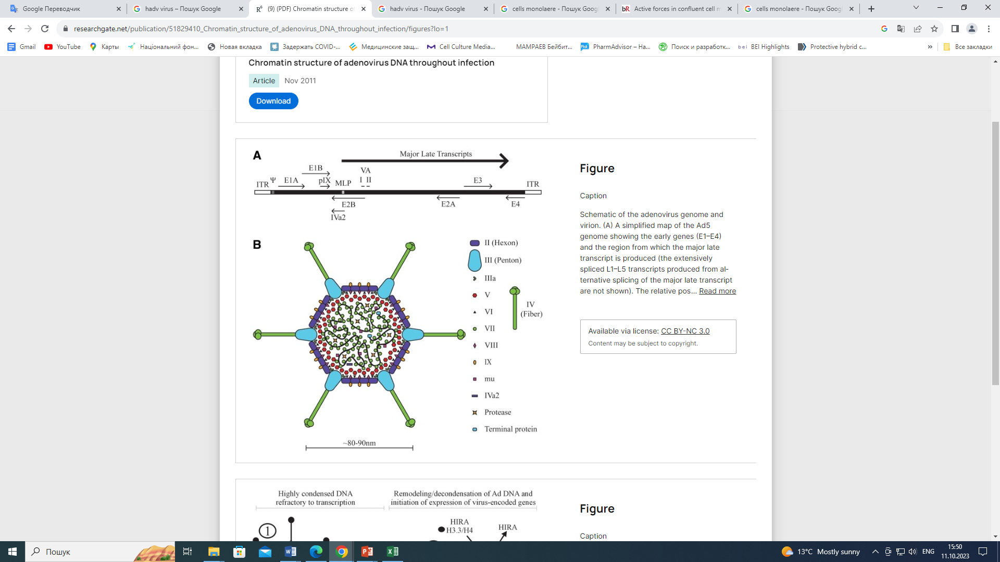 Google Переводчик
hadv virus – Пошук Google
(9) (PDF) Chromatin structure of
hadv virus - Пошук Google
cells monolaere - Пошук Goog
Active forces in confluent cell m
cells monolaere - Пошук Goog
researchgate.net/publication/51829410_Chromatin_structure_of_adenovirus_DNA_throughout_infection/figures?lo=1
Gmail
YouTube
Карты
Національний фон...
Новая вкладка
Задержать COVID-...
Медицинские защ...
Cell Culture Media...
МАМРАЕВ Бейбит...
PharmAdvisor – На...
Поиск и разработк...
bei BEI Highlights
Protective hybrid c...
»
Все закладки
Chromatin structure of adenovirus DNA throughout infection
Article Nov 2011
Download
A
Major Late Transcripts
E1B
VA
ITR Ψ E1A pIX MLP I II E3 ITR
E2B E2A E4
IVa2
B
II (Hexon)
III (Penton)
IIIa
V
VI
VII
VIII
IX
mu
IVa2
Protease
Terminal protein
IV
(Fiber)
~80-90nm
Figure
Caption
Schematic of the adenovirus genome and
virion. (A) A simplified map of the Ad5
genome showing the early genes (E1–E4)
and the region from which the major late
transcript is produced (the extensively
spliced L1–L5 transcripts produced from al-
ternative splicing of the major late transcript
are not shown). The relative pos... Read more
Available via license: CC BY-NC 3.0
Content may be subject to copyright.
Highly condensed DNA
refractory to transcription
Remodeling/decondensation of Ad DNA and
initiation of expression of virus-encoded genes
1
HIRA
H3.3/H4
HIRA
Figure
Caption
Пошук
13°C Mostly sunny
ENG
15:50
11.10.2023